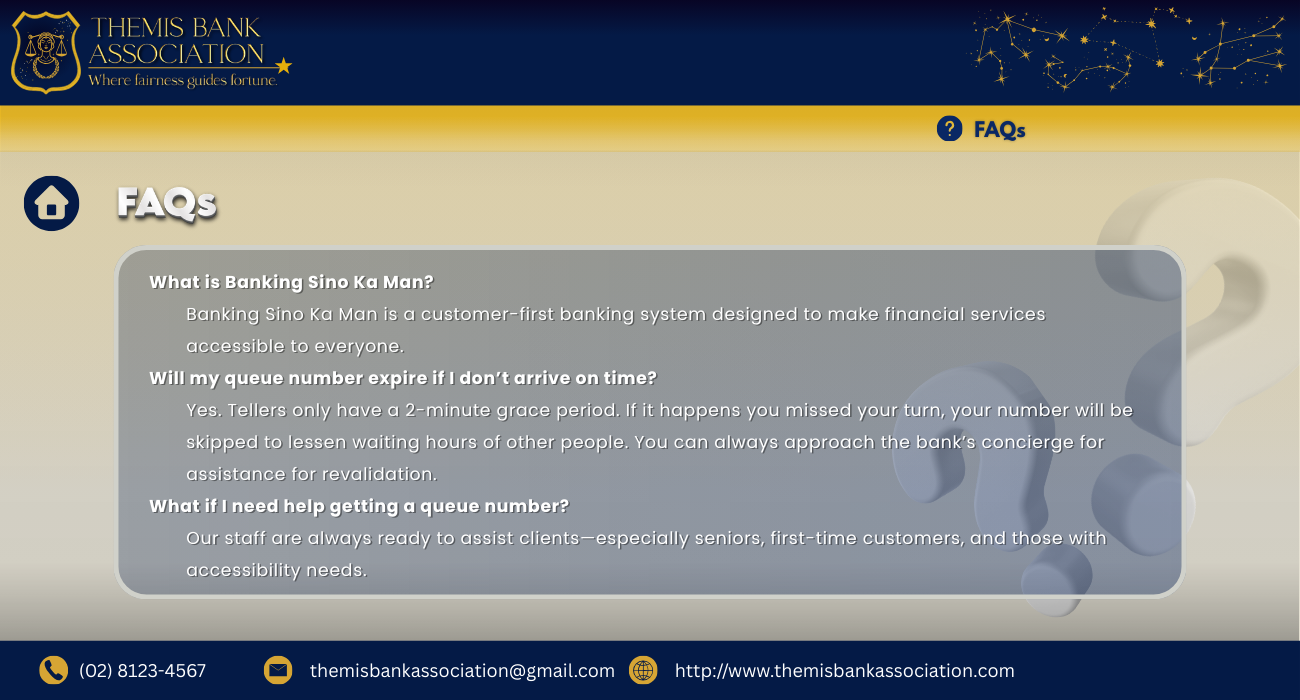 THEMIS BANK
ASSOCIATION
Where fairness guides fortune.
? FAQs
FAQs
What is Banking Sino Ka Man?
Banking Sino Ka Man is a customer-first banking system designed to make financial services
accessible to everyone.
Will my queue number expire if I don’t arrive on time?
Yes. Tellers only have a 2-minute grace period. If it happens you missed your turn, your number will be
skipped to lessen waiting hours of other people. You can always approach the bank’s concierge for
assistance for revalidation.
What if I need help getting a queue number?
Our staff are always ready to assist clients—especially seniors, first-time customers, and those with
accessibility needs.
(02) 8123-4567 themisbankassociation@gmail.com http://www.themisbankassociation.com